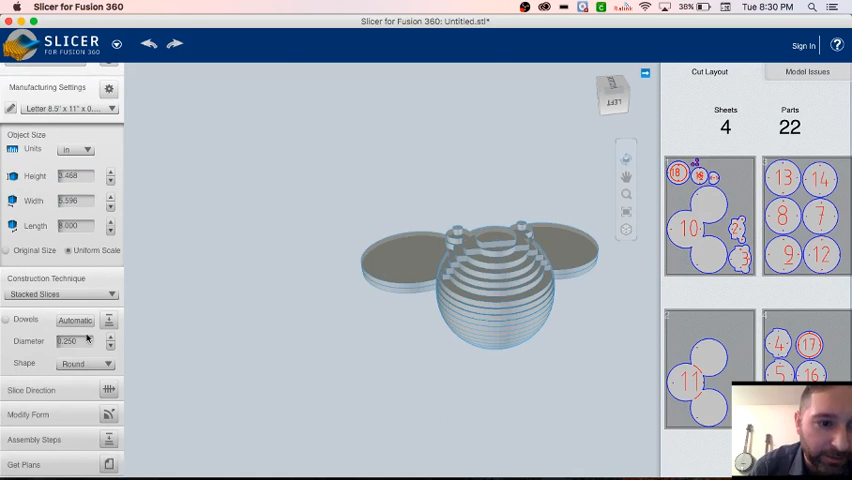 Slicer for Fusion 360
38%
Tue 8:30 PM
Slicer for Fusion 360: Untitled.stl*
SLICER
FOR FUSION 360
Sign In
?
Manufacturing Settings
Letter 8.5" x 11" x 0....
Object Size
Units
in
Height
3.468
Width
5.596
Length
8.000
Original Size
Uniform Scale
Construction Technique
Stacked Slices
Dowels
Automatic
Diameter
0.250
Shape
Round
Slice Direction
Modify Form
Assembly Steps
Get Plans
LEFT
Cut Layout
Model Issues
Sheets
Parts
4
22
18
10
2
3
13
14
8
7
9
12
11
4
17
5
16